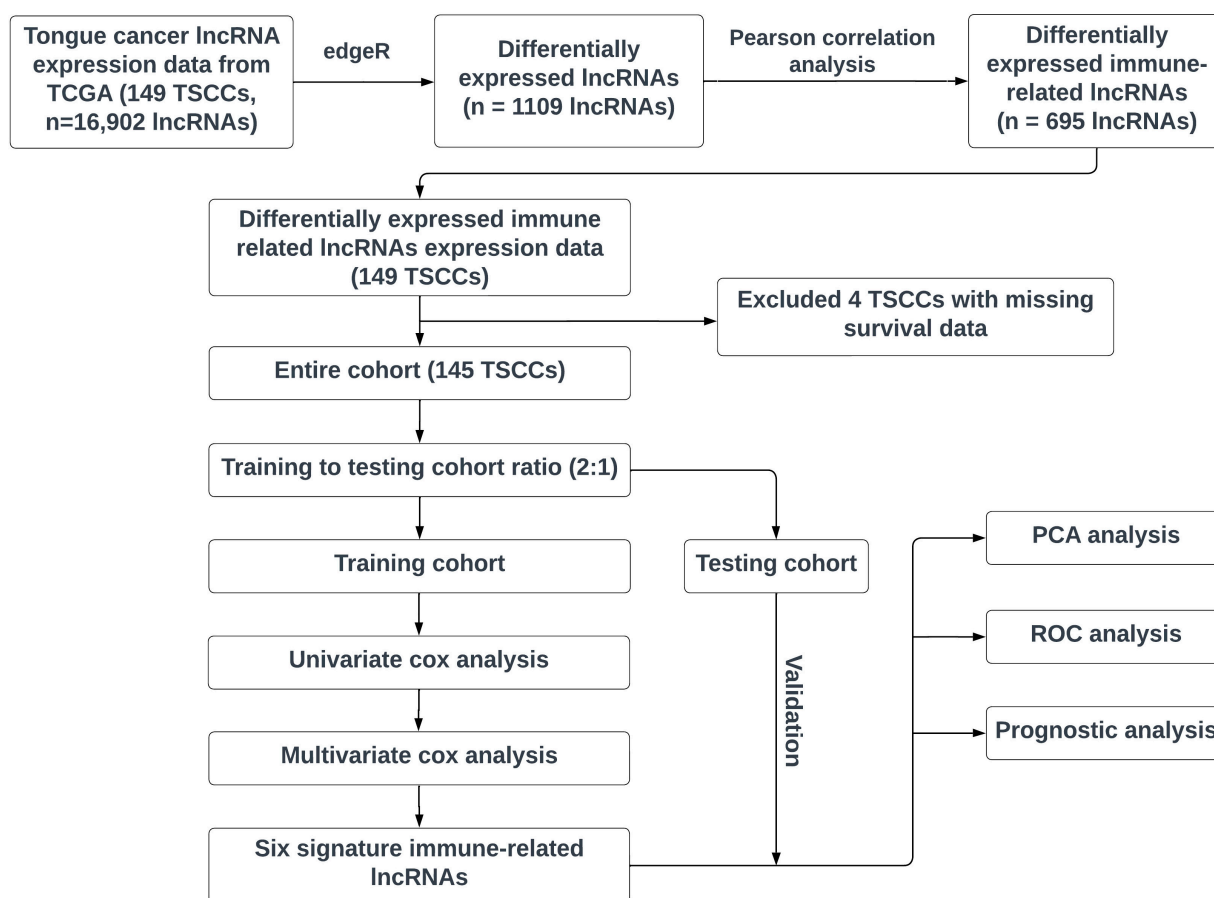 Tongue cancer lncRNA
expression data from
TCGA (149 TSCCs,
n=16,902 lncRNAs)
edgeR
Differentially
expressed lncRNAs
(n = 1109 lncRNAs)
Pearson correlation
analysis
Differentially
expressed immune-
related lncRNAs
(n = 695 lncRNAs)
Differentially expressed immune
related lncRNAs expression data
(149 TSCCs)
Excluded 4 TSCCs with missing
survival data
Entire cohort (145 TSCCs)
Training to testing cohort ratio (2:1)
Training cohort
Testing cohort
Univariate cox analysis
Multivariate cox analysis
Six signature immune-related
lncRNAs
Validation
PCA analysis
ROC analysis
Prognostic analysis